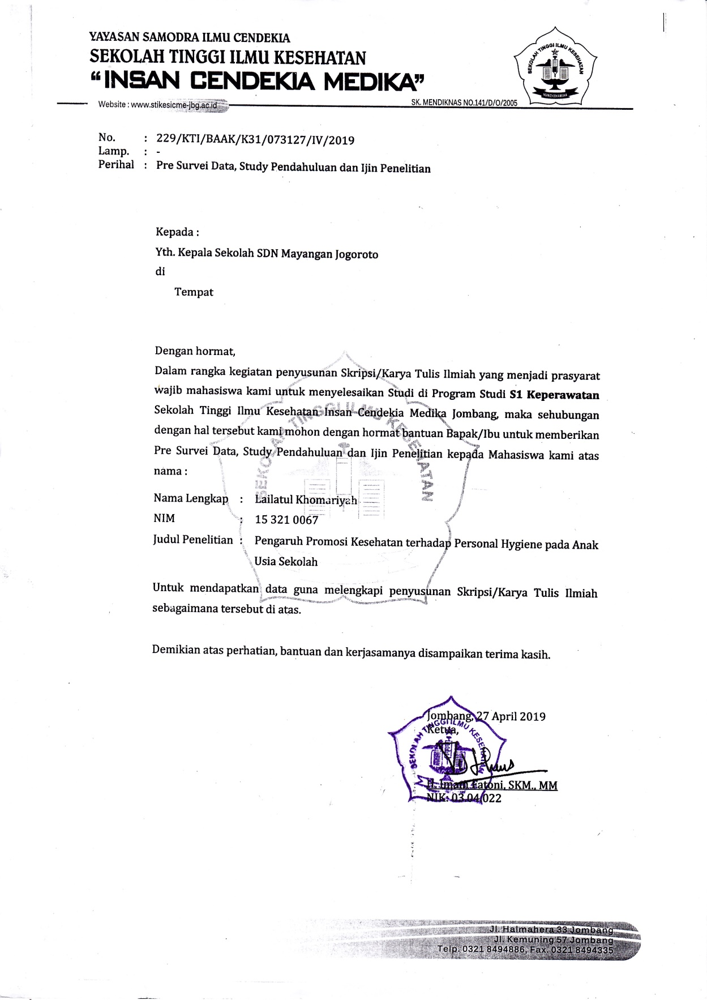 YAYASAN SAMODRA ILMU CENDEKIA
SEKOLAH TINGGI ILMU KESEHATAN
“INSAN CENDEKIA MEDIKA”
SEKOLAH TINGGI ILMU KESEHATAN
INSAN CENDEKIA MEDIKA
Website : www.stikesicme-jbg.ac.id
SK. MENDIKNAS NO.141/D/O/2005
No. : 229/KTI/BAAK/K31/073127/IV/2019
Lamp. : -
Perihal : Pre Survei Data, Study Pendahuluan dan Ijin Penelitian
Kepada :
Yth. Kepala Sekolah SDN Mayangan Jogoroto
di
Tempat
Dengan hormat,
Dalam rangka kegiatan penyusunan Skripsi/Karya Tulis Ilmiah yang menjadi prasyarat
wajib mahasiswa kami untuk menyelesaikan Studi di Program Studi S1 Keperawatan
Sekolah Tinggi Ilmu Kesehatan Insan Cendekia Medika Jombang, maka sehubungan
dengan hal tersebut kami mohon dengan hormat bantuan Bapak/Ibu untuk memberikan
Pre Survei Data, Study Pendahuluan dan Ijin Penelitian kepada Mahasiswa kami atas
nama :
SEKOLAH TINGGI ILMU KESEHATAN
Nama Lengkap : Lailatul Khomariyah
NIM : 15 321 0067
Judul Penelitian : Pengaruh Promosi Kesehatan terhadap Personal Hygiene pada Anak
Usia Sekolah
Untuk mendapatkan data guna melengkapi penyusunan Skripsi/Karya Tulis Ilmiah
sebagaimana tersebut di atas.
Demikian atas perhatian, bantuan dan kerjasamanya disampaikan terima kasih.
Jombang, 27 April 2019
Ketua,
SEKOLAH TINGGI ILMU KESEHATAN
H. Imam Fatoni, SKM., MM
NIK: 03.04.022
Jl. Halmahera 33 Jombang
Jl. Kemuning 57 Jombang
Telp. 0321 8494886, Fax. 0321 8494335